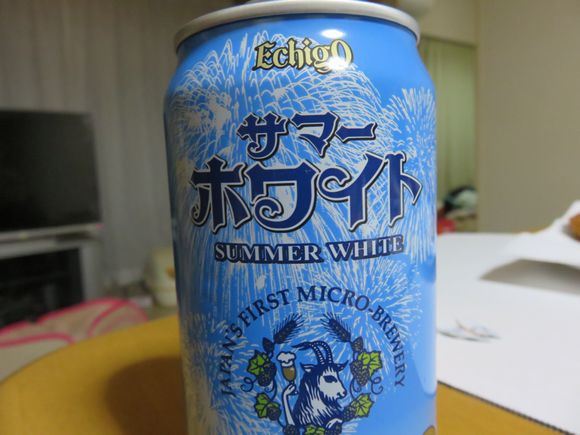 EchigO
サマー
ホワイト
SUMMER WHITE
JAPAN'S FIRST MICRO-BREWERY